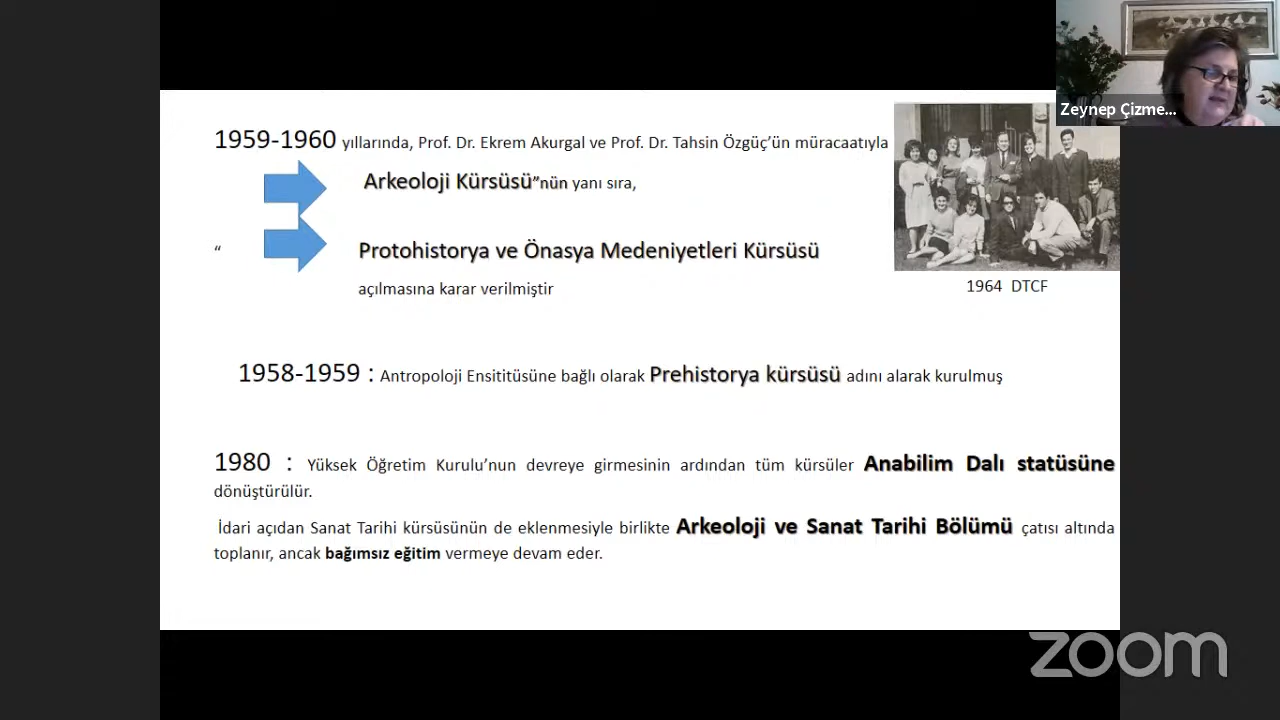 Zeynep Çizme...
1959-1960 yıllarında, Prof. Dr. Ekrem Akurgal ve Prof. Dr. Tahsin Özgüç’ün müracaatıyla
Arkeoloji Kürsüsü”nün yanı sıra,
“ Protohistorya ve Önasya Medeniyetleri Kürsüsü
açılmasına karar verilmiştir
1964 DTCF
1958-1959 : Antropoloji Ensititüsüne bağlı olarak Prehistorya kürsüsü adını alarak kurulmuş
1980 : Yüksek Öğretim Kurulu’nun devreye girmesinin ardından tüm kürsüler Anabilim Dalı statüsüne
dönüştürülür.
İdari açıdan Sanat Tarihi kürsüsünün de eklenmesiyle birlikte Arkeoloji ve Sanat Tarihi Bölümü çatısı altında
toplanır, ancak bağımsız eğitim vermeye devam eder.
zoom